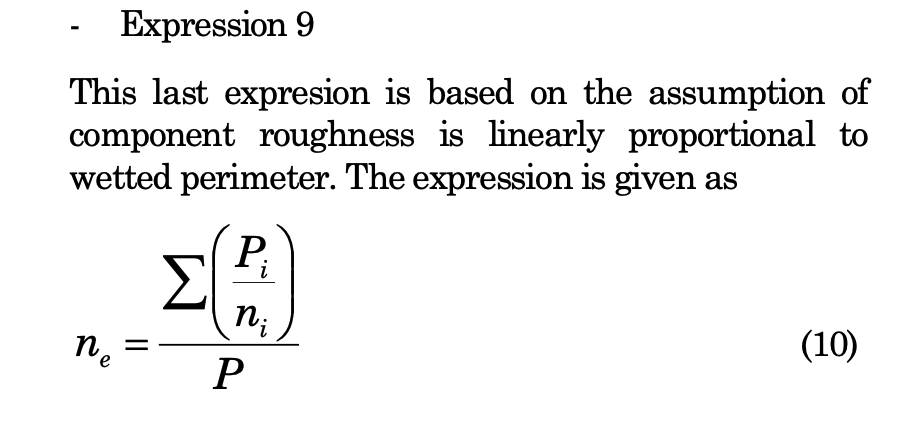 - Expression 9
This last expresion is based on the assumption of
component roughness is linearly proportional to
wetted perimeter. The expression is given as
n_e = \frac{\sum \left( \frac{P_i}{n_i} \right)}{P} (10)